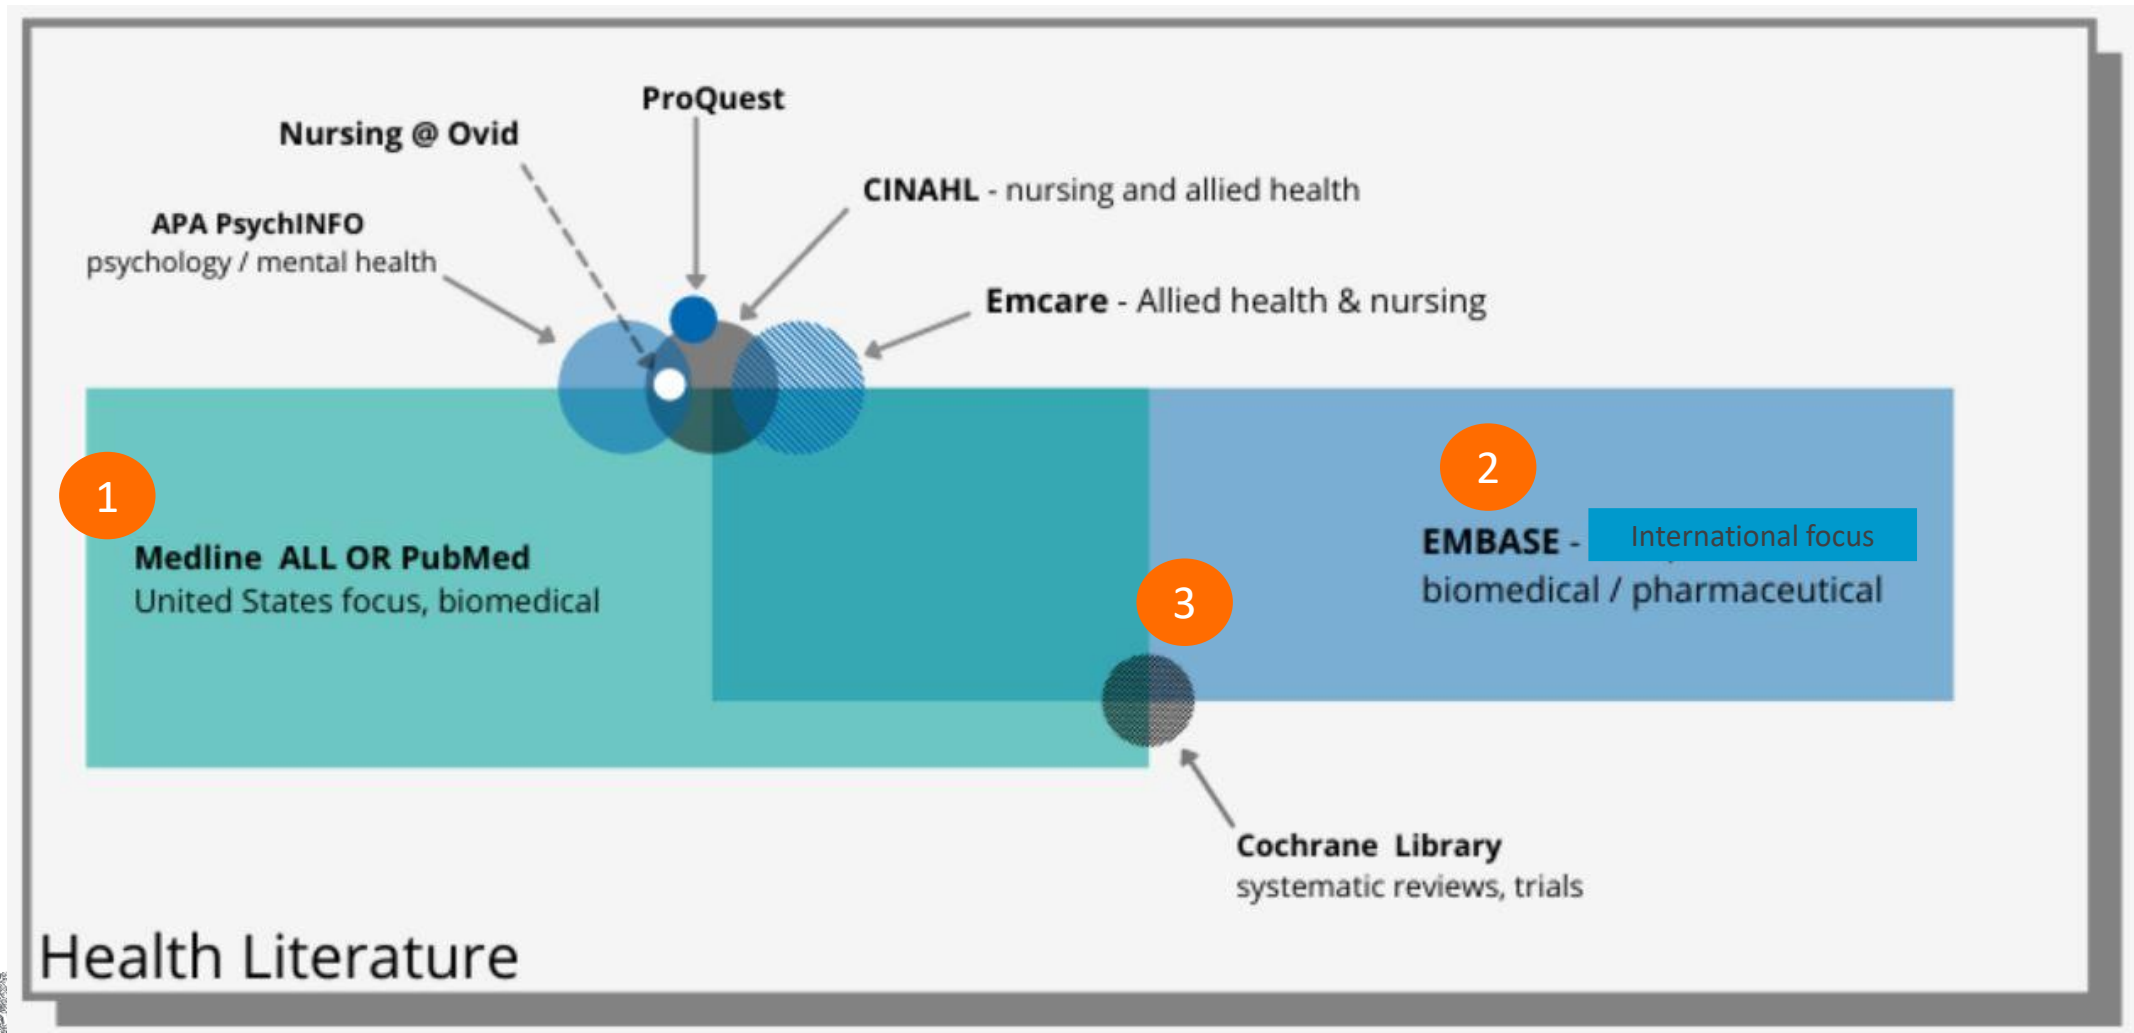 ProQuest
Nursing @ Ovid
CINAHL - nursing and allied health
APA PsychINFO
psychology / mental health
Emcare - Allied health & nursing
1
2
Medline ALL OR PubMed
United States focus, biomedical
EMBASE - International focus
biomedical / pharmaceutical
3
Cochrane Library
systematic reviews, trials
Health Literature